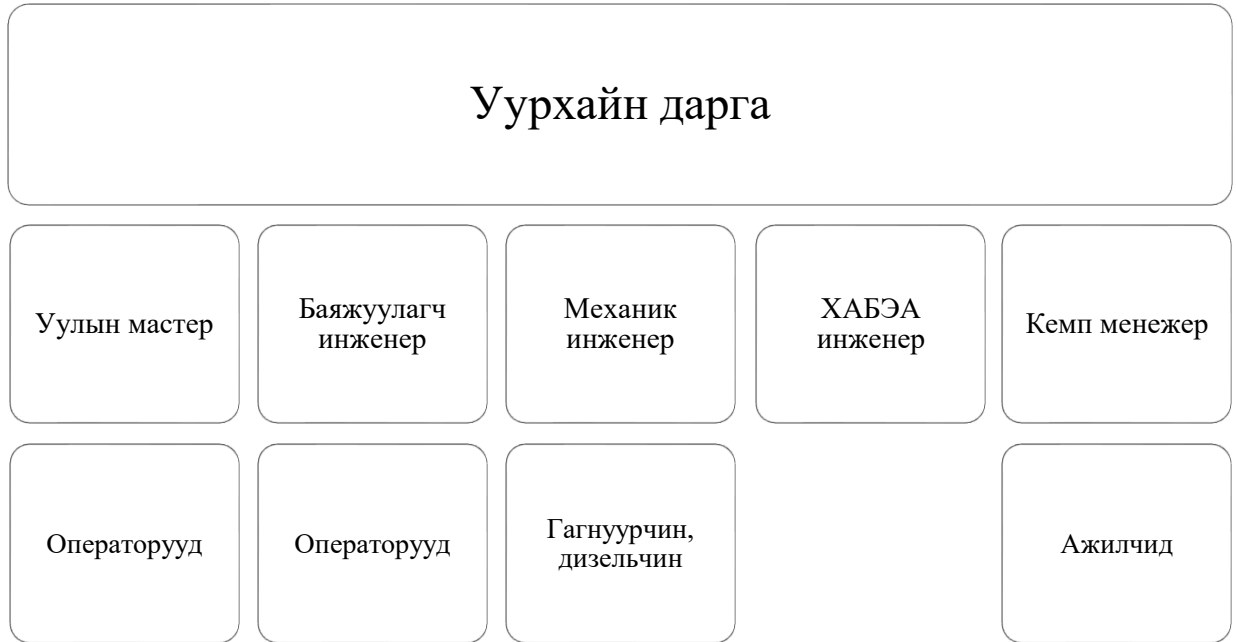 Уурхайн дарга
Уулын мастер
Баяжуулагч
инженер
Механик
инженер
ХАБЭА
инженер
Кемп менежер
Операторууд
Операторууд
Гагнуурчин,
дизельчин
Ажилчид